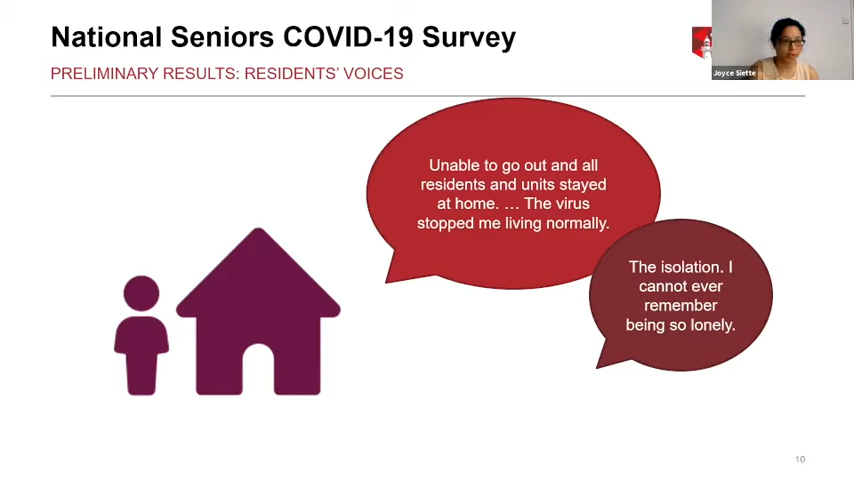 National Seniors COVID-19 Survey
PRELIMINARY RESULTS: RESIDENTS' VOICES
Joyce Siette
Unable to go out and all
residents and units stayed
at home. … The virus
stopped me living normally.
The isolation. I
cannot ever
remember
being so lonely.
10